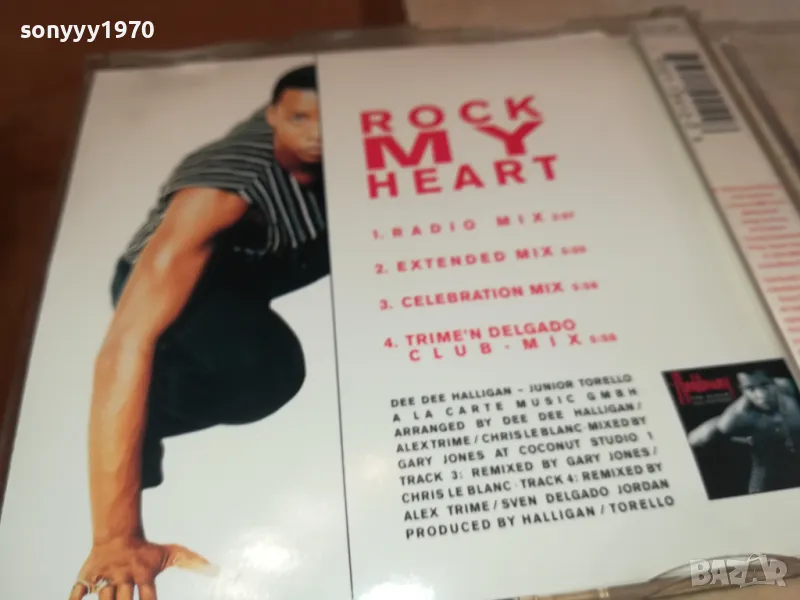 sonyyy1970
ROCK
MY
HEART
1. RADIO MIX
2. EXTENDED MIX
3. CELEBRATION MIX
4. TRIME'N DELGADO
CLUB-MIX
DEE DEE HALLIGAN – JUNIOR TORELLO
A LA CARTE MUSIC G.M.B.H.
ARRANGED BY DEE DEE HALLIGAN/
ALEX TRIME/CHRIS LE BLANC·MIXED BY
GARY JONES AT COCONUT STUDIO 1
TRACK 3: REMIXED BY GARY JONES/
CHRIS LE BLANC·TRACK 4: REMIXED BY
ALEX TRIME/SVEN DELGADO JORDAN
PRODUCED BY HALLIGAN/TORELLO
Haddaway
BAZAR